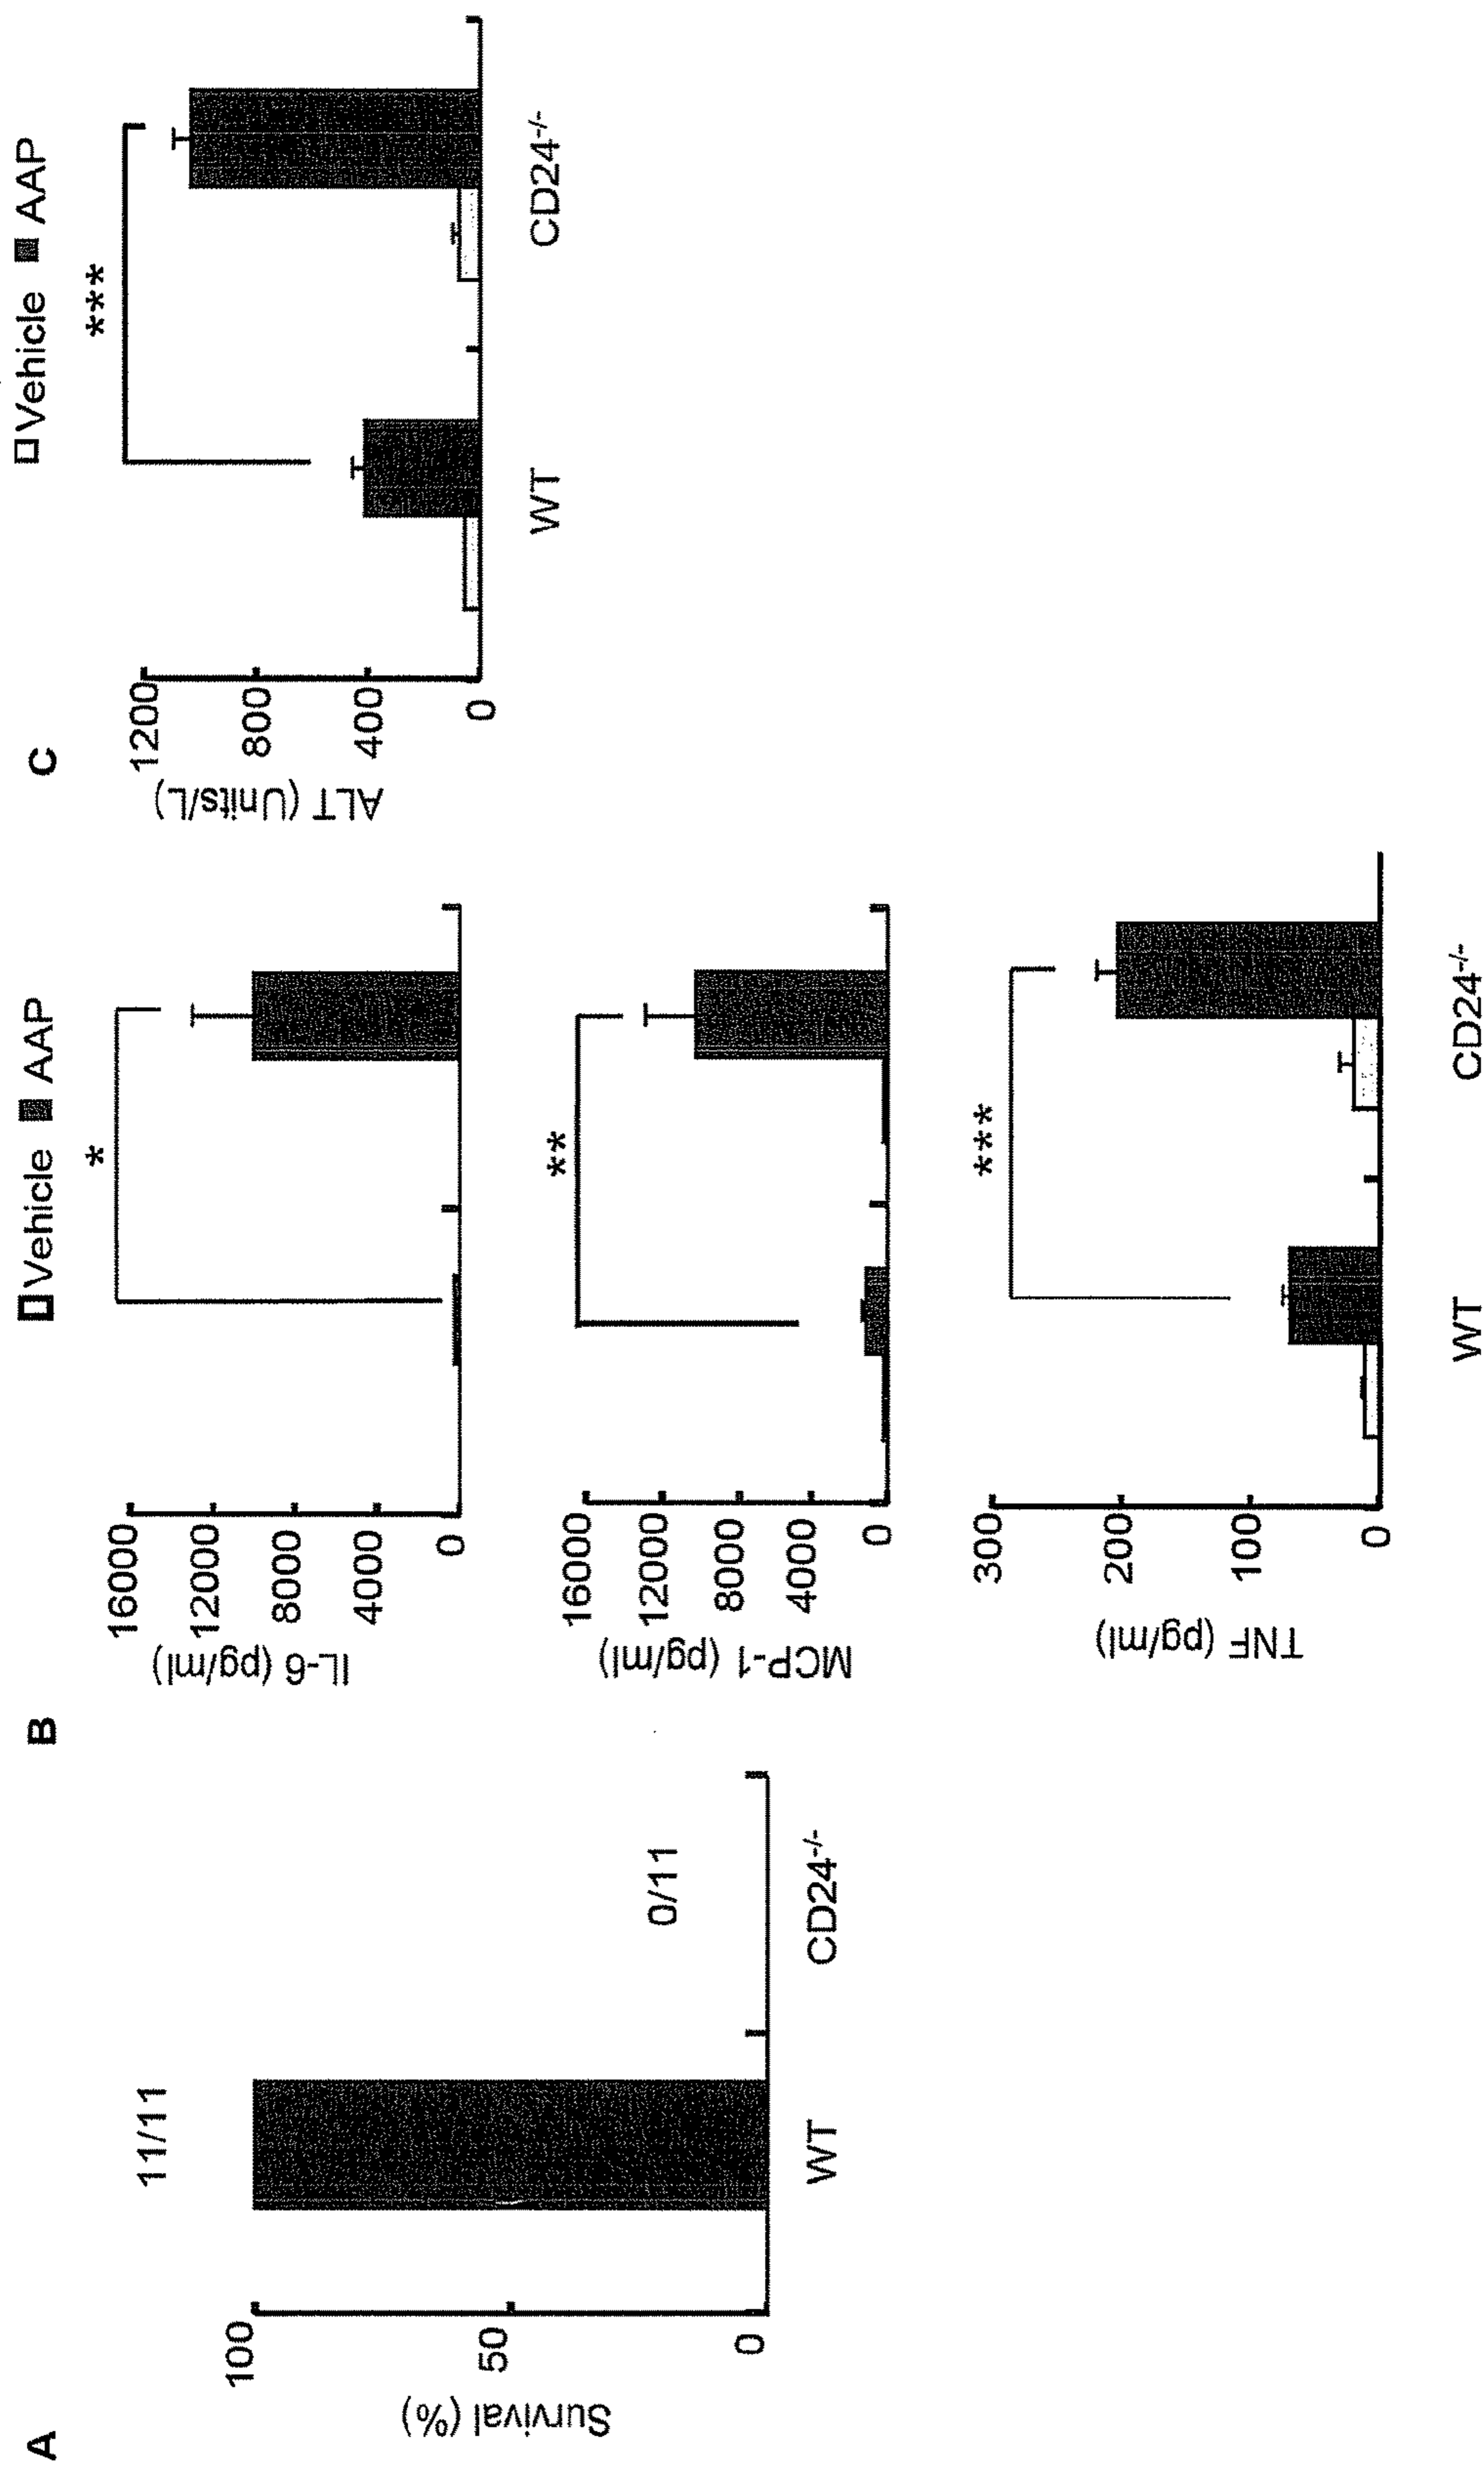 A
Survival (%)
100
50
0
11/11
0/11
WT
CD24-/-
B
□ Vehicle ■ AAP
IL-6 (pg/ml)
16000
12000
8000
4000
0
*
MCP-1 (pg/ml)
16000
12000
8000
4000
0
**
TNF (pg/ml)
300
200
100
0
***
WT
CD24-/-
C
□ Vehicle ■ AAP
ALT (Units/L)
1200
800
400
0
***
WT
CD24-/-